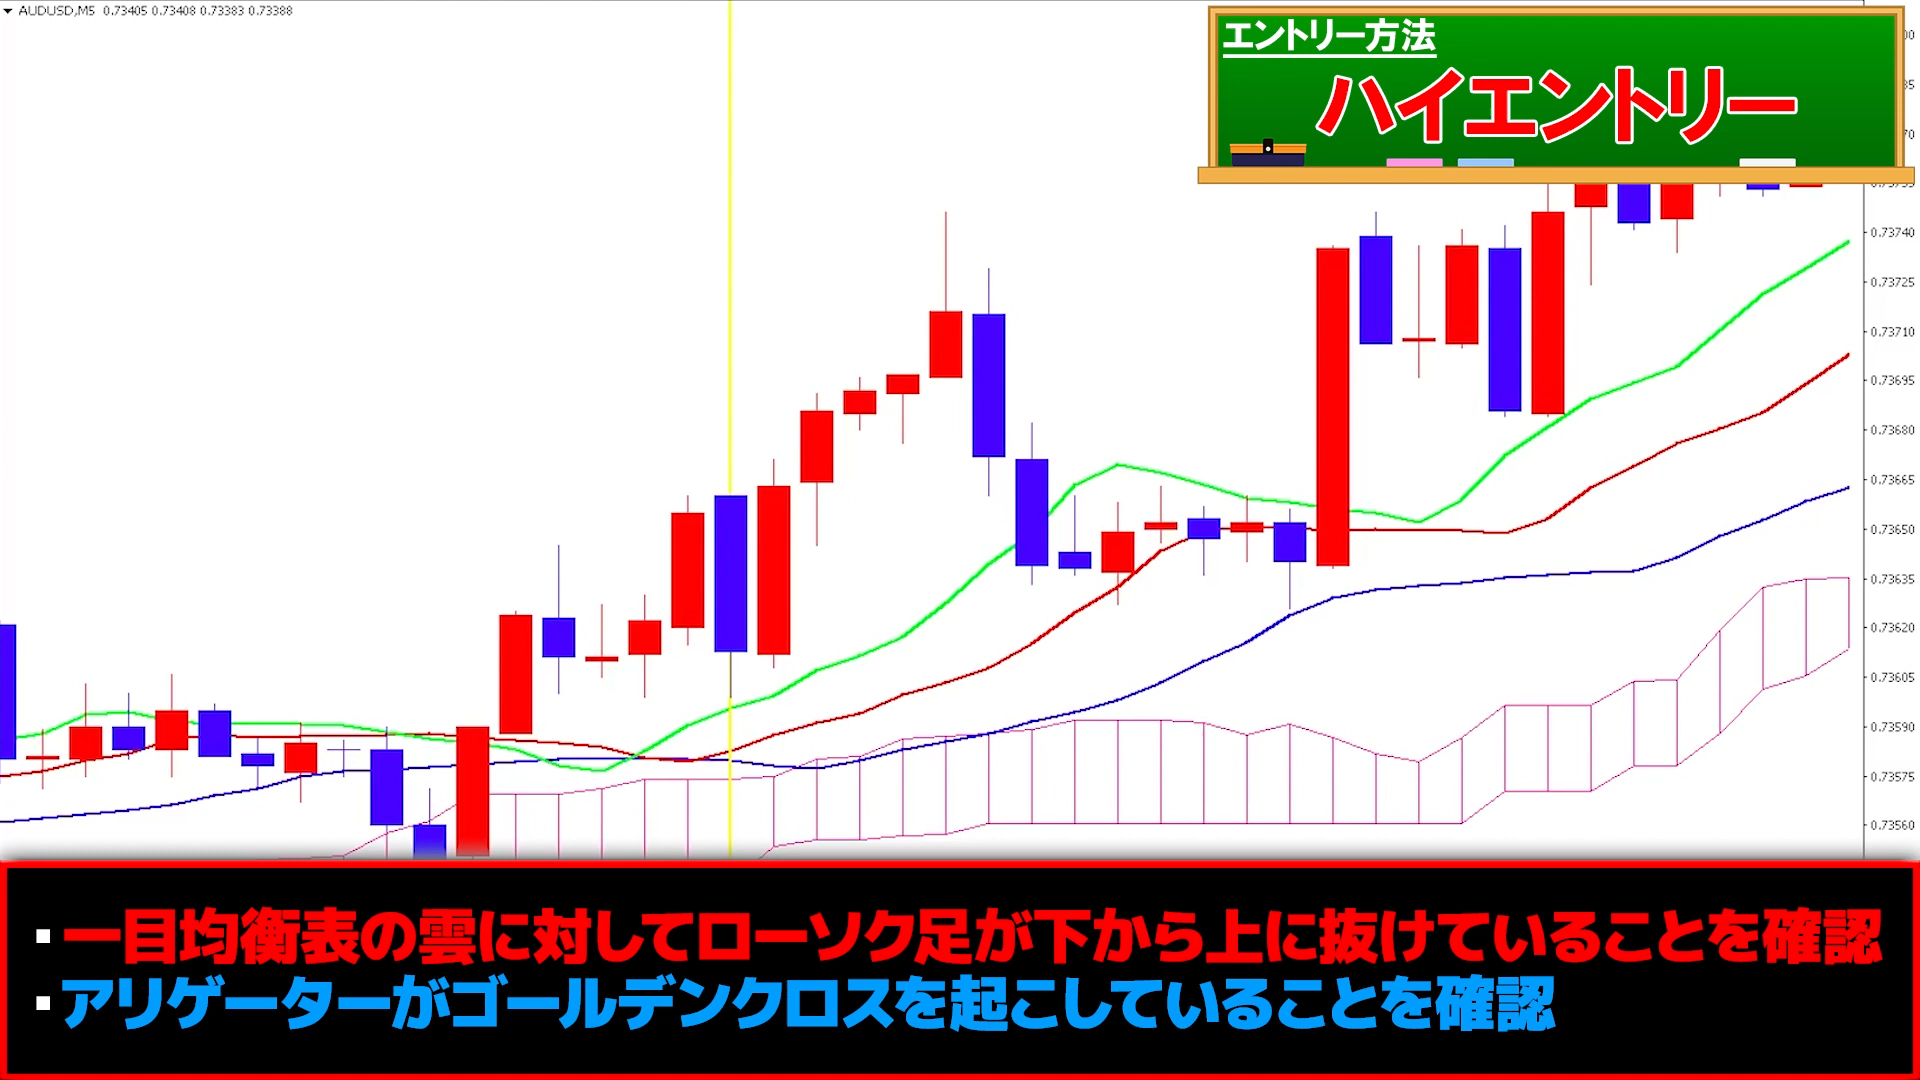 AUDUSD,M5 0.73405 0.73408 0.73383 0.73388
エントリー方法
ハイエントリー
0.73740
0.73725
0.73710
0.73695
0.73680
0.73665
0.73650
0.73635
0.73620
0.73605
0.73590
0.73575
0.73560
▪一目均衡表の雲に対してローソク足が下から上に抜けていることを確認
▪アリゲーターがゴールデンクロスを起こしていることを確認